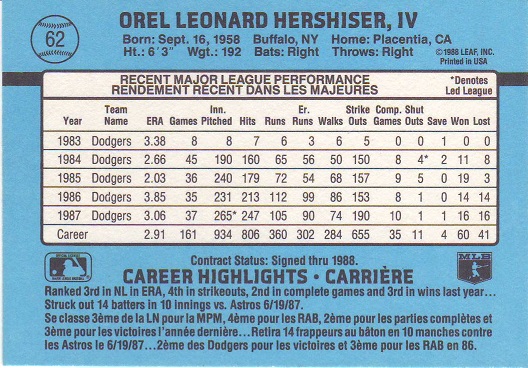 62
OREL LEONARD HERSHISER, IV
Born: Sept. 16, 1958 Buffalo, NY Home: Placentia, CA
Ht.: 6´3˝ Wgt.: 192 Bats: Right Throws: Right
©1988 LEAF, INC.
Printed in USA
RECENT MAJOR LEAGUE PERFORMANCE
RENDEMENT RECENT DANS LES MAJEURES
*Denotes
Led League
Year Team Name ERA Games Inn. Pitched Hits Runs Er. Runs Walks Strike Outs Comp. Games Shut Outs Save Won Lost
1983 Dodgers 3.38 8 8 7 6 3 6 5 0 0 1 0 0
1984 Dodgers 2.66 45 190 160 65 56 50 150 8 4* 2 11 8
1985 Dodgers 2.03 36 240 179 72 54 68 157 9 5 0 19 3
1986 Dodgers 3.85 35 231 213 112 99 86 153 8 1 0 14 14
1987 Dodgers 3.06 37 265* 247 105 90 74 190 10 1 1 16 16
Career 2.91 161 934 806 360 302 284 655 35 11 4 60 41
Contract Status: Signed thru 1988.
CAREER HIGHLIGHTS • CARRIÈRE
MLB
Ranked 3rd in NL in ERA, 4th in strikeouts, 2nd in complete games and 3rd in wins last year...
Struck out 14 batters in 10 innings vs. Astros 6/19/87.
Se classe 3ème de la LN pour la MPM, 4ème pour les RAB, 2ème pour les parties complètes et
3ème pour les victoires l'année dernière...Retira 14 frappeurs au bâton en 10 manches contre
les Astros le 6/19/87...2ème des Dodgers pour les victoires et 3ème pour les RAB en 86.